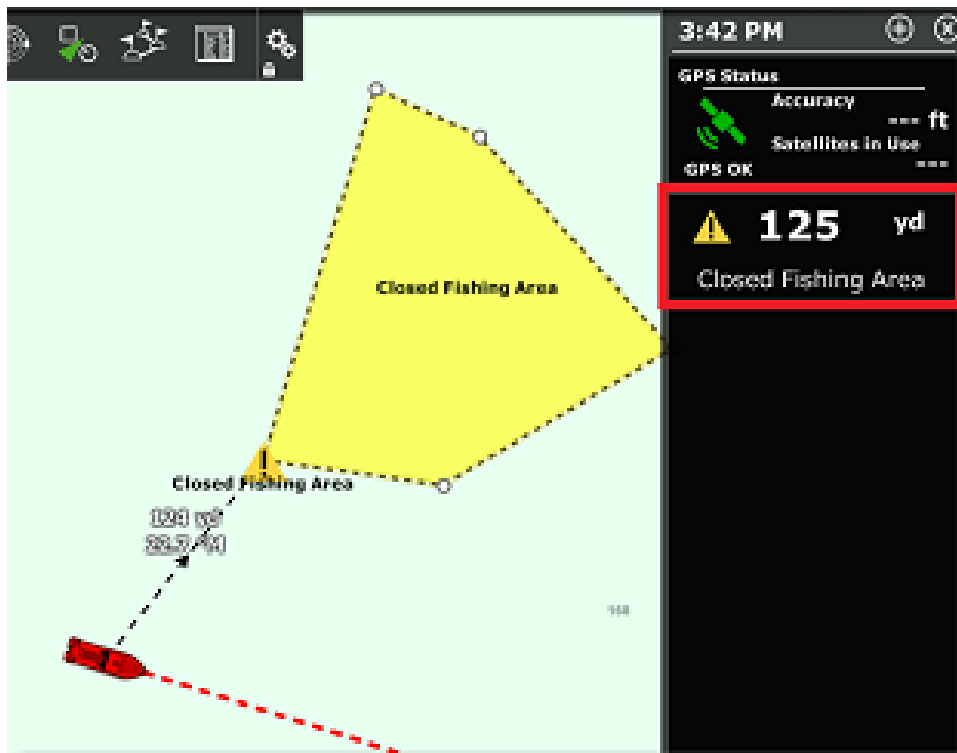 3:42 PM
GPS Status
Accuracy
--- ft
Satellites in Use
---
GPS OK
125 yd
Closed Fishing Area
Closed Fishing Area
Closed Fishing Area